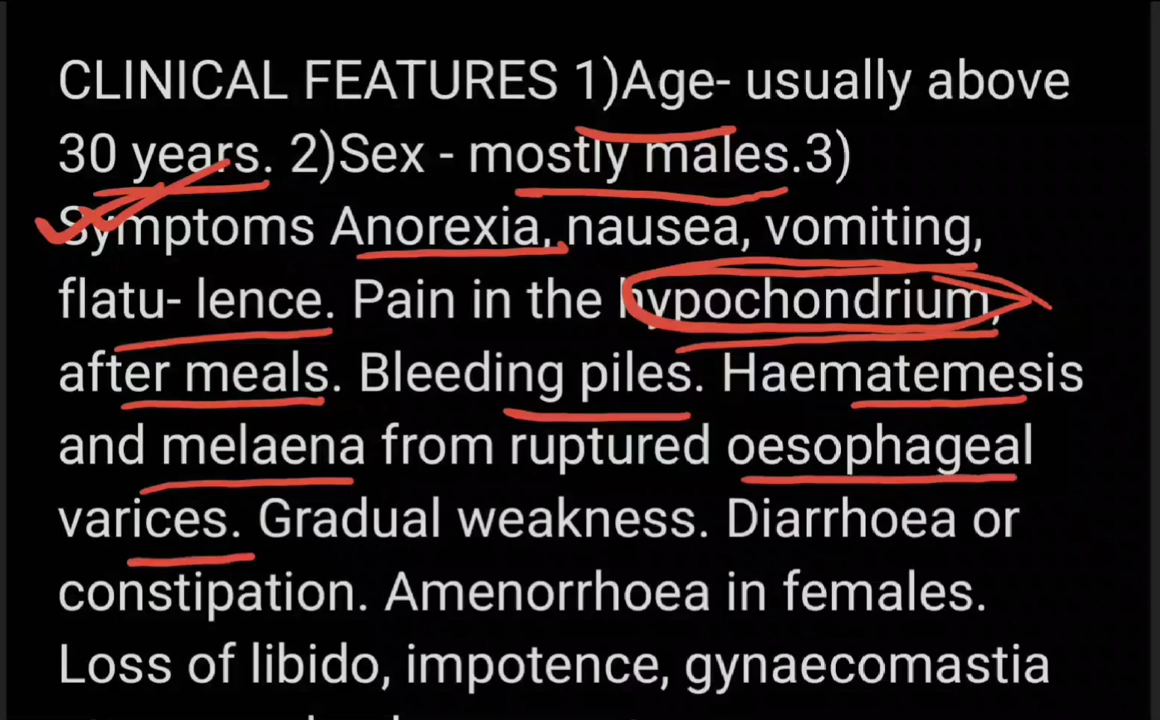 CLINICAL FEATURES 1)Age- usually above
30 years. 2)Sex - mostly males.3)
Symptoms Anorexia, nausea, vomiting,
flatu- lence. Pain in the hypochondrium,
after meals. Bleeding piles. Haematemesis
and melaena from ruptured oesophageal
varices. Gradual weakness. Diarrhoea or
constipation. Amenorrhoea in females.
Loss of libido, impotence, gynaecomastia